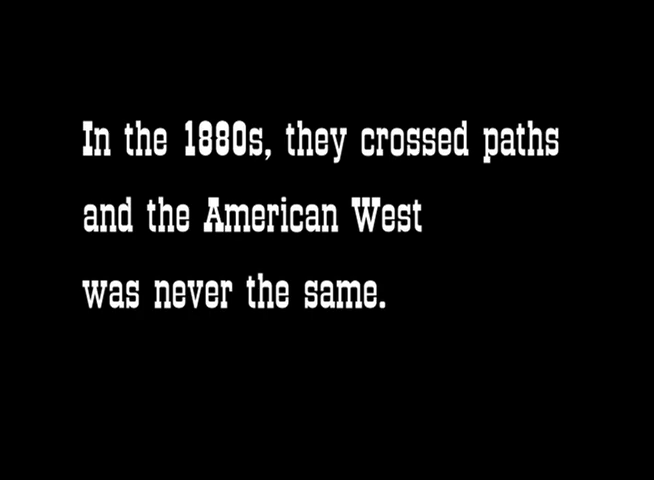 In the 1880s, they crossed paths
and the American West
was never the same.